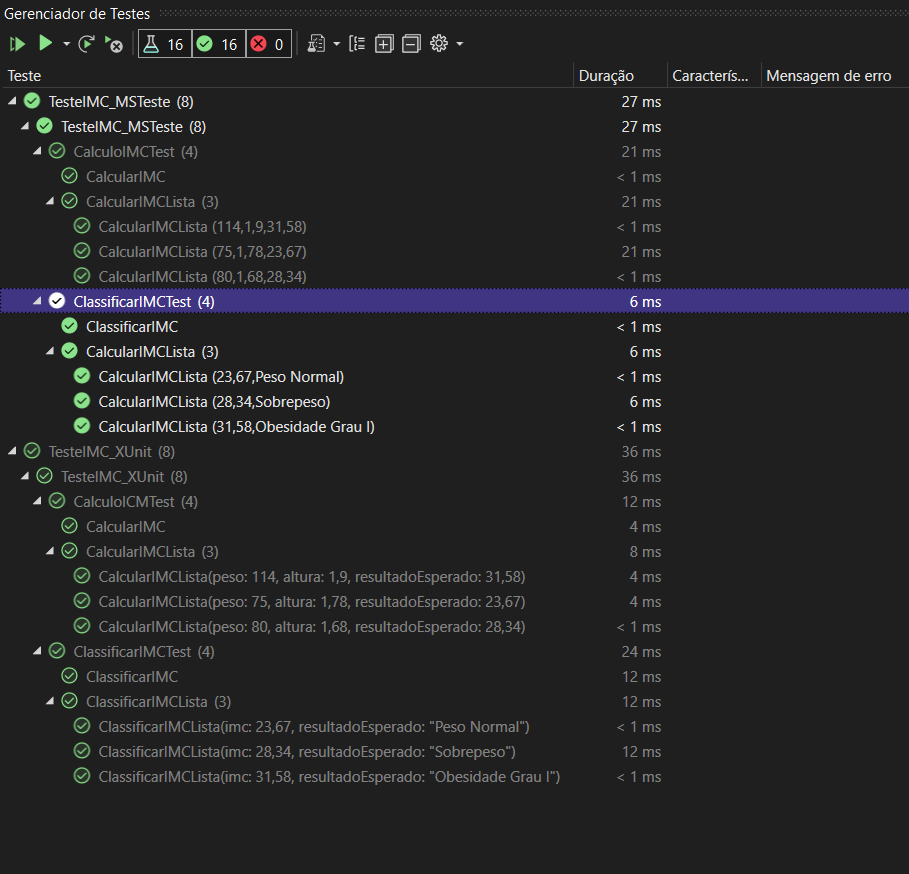 Gerenciador de Testes
16 16 0
Teste Duração Caracterís... Mensagem de erro
TesteIMC_MSTeste (8) 27 ms
TesteIMC_MSTeste (8) 27 ms
CalculoIMCTest (4) 21 ms
CalcularIMC < 1 ms
CalcularIMCLista (3) 21 ms
CalcularIMCLista (114,1,9,31,58) < 1 ms
CalcularIMCLista (75,1,78,23,67) 21 ms
CalcularIMCLista (80,1,68,28,34) < 1 ms
ClassificarIMCTest (4) 6 ms
ClassificarIMC < 1 ms
CalcularIMCLista (3) 6 ms
CalcularIMCLista (23,67,Peso Normal) < 1 ms
CalcularIMCLista (28,34,Sobrepeso) 6 ms
CalcularIMCLista (31,58,Obesidade Grau I) < 1 ms
TesteIMC_XUnit (8) 36 ms
TesteIMC_XUnit (8) 36 ms
CalculoICMTest (4) 12 ms
CalcularIMC 4 ms
CalcularIMCLista (3) 8 ms
CalcularIMCLista(peso: 114, altura: 1,9, resultadoEsperado: 31,58) 4 ms
CalcularIMCLista(peso: 75, altura: 1,78, resultadoEsperado: 23,67) 4 ms
CalcularIMCLista(peso: 80, altura: 1,68, resultadoEsperado: 28,34) < 1 ms
ClassificarIMCTest (4) 24 ms
ClassificarIMC 12 ms
ClassificarIMCLista (3) 12 ms
ClassificarIMCLista(imc: 23,67, resultadoEsperado: "Peso Normal") < 1 ms
ClassificarIMCLista(imc: 28,34, resultadoEsperado: "Sobrepeso") 12 ms
ClassificarIMCLista(imc: 31,58, resultadoEsperado: "Obesidade Grau I") < 1 ms